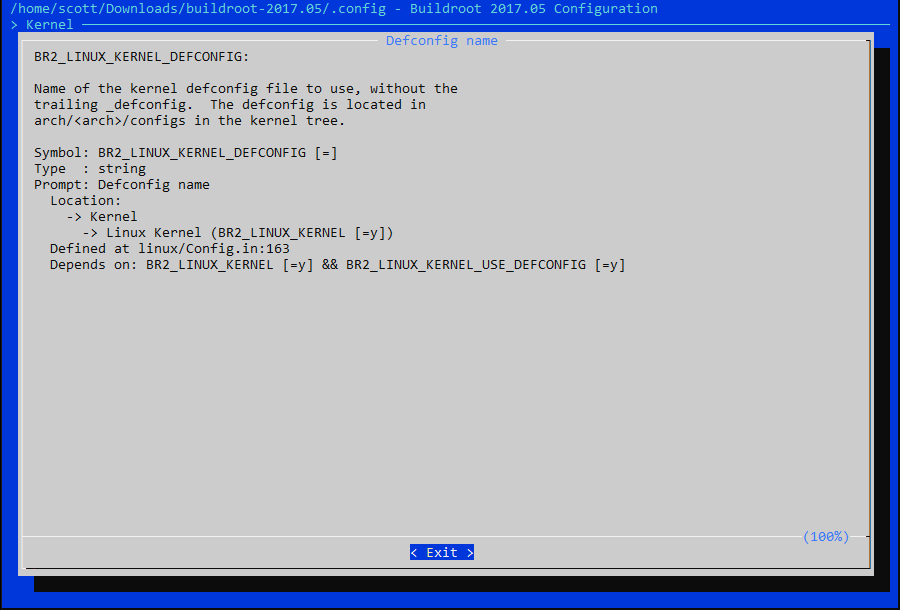 /home/scott/Downloads/buildroot-2017.05/.config - Buildroot 2017.05 Configuration
> Kernel
Defconfig name
BR2_LINUX_KERNEL_DEFCONFIG:
Name of the kernel defconfig file to use, without the
trailing _defconfig.  The defconfig is located in
arch/<arch>/configs in the kernel tree.
Symbol: BR2_LINUX_KERNEL_DEFCONFIG [=]
Type  : string
Prompt: Defconfig name
  Location:
    -> Kernel
      -> Linux Kernel (BR2_LINUX_KERNEL [=y])
  Defined at linux/Config.in:163
  Depends on: BR2_LINUX_KERNEL [=y] && BR2_LINUX_KERNEL_USE_DEFCONFIG [=y]
(100%)
< Exit >